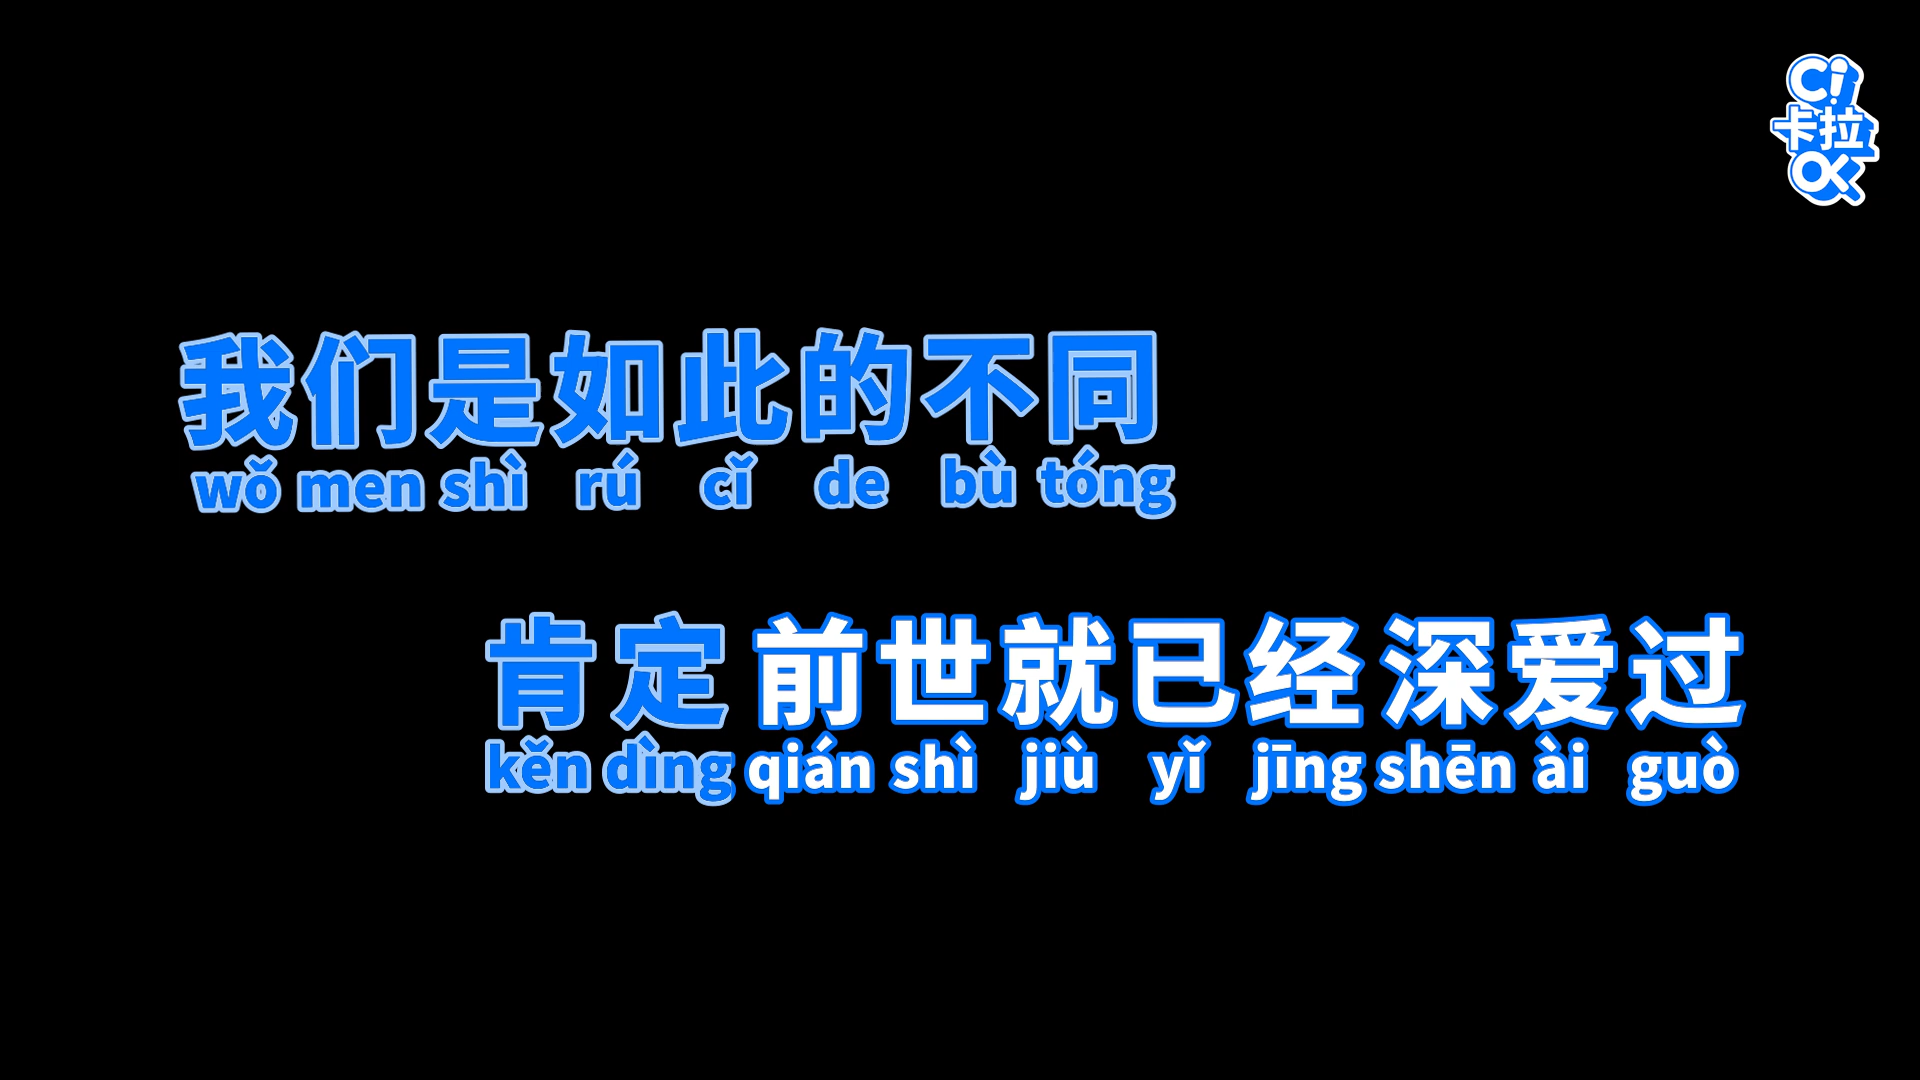 C!
卡拉
OK
我们是如此的不同
wǒ men shì rú cǐ de bù tóng
肯定前世就已经深爱过
kěn dìng qián shì jiù yǐ jīng shēn ài guò